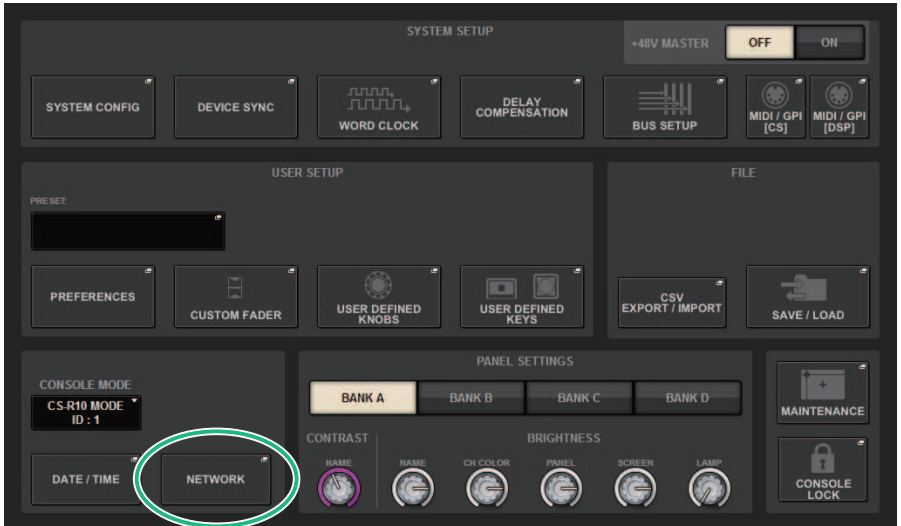 SYSTEM SETUP
+48V MASTER
OFF
ON
SYSTEM CONFIG
DEVICE SYNC
WORD CLOCK
DELAY
COMPENSATION
BUS SETUP
MIDI / GPI
[CS]
MIDI / GPI
[DSP]
USER SETUP
PRESET:
PREFERENCES
CUSTOM FADER
USER DEFINED
KNOBS
USER DEFINED
KEYS
FILE
CSV
EXPORT / IMPORT
SAVE / LOAD
CONSOLE MODE
CS-R10 MODE
ID : 1
DATE / TIME
NETWORK
PANEL SETTINGS
BANK A
BANK B
BANK C
BANK D
CONTRAST
BRIGHTNESS
NAME
NAME
CH COLOR
PANEL
SCREEN
LAMP
MAINTENANCE
CONSOLE
LOCK